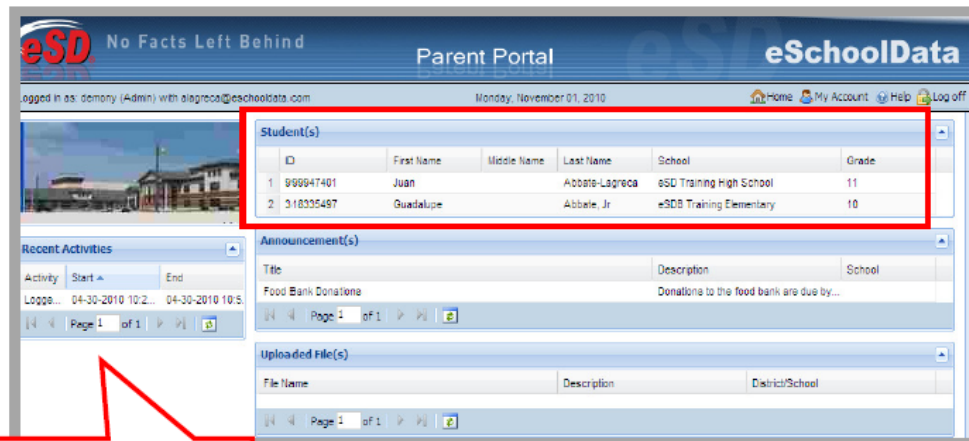 eSD No Facts Left Behind
Parent Portal
eSchoolData
Logged in as: demony (Admin) with alagreca@eschooldata.com
Monday, November 01, 2010
Home My Account Help Log off
Student(s)
ID First Name Middle Name Last Name School Grade
1 999947401 Juan Abbate-Lagreca eSD Training High School 11
2 318335497 Guadalupe Abbate, Jr eSDB Training Elementary 10
Recent Activities
Activity Start End
Logge... 04-30-2010 10:2... 04-30-2010 10:5.
Page 1 of 1
Announcement(s)
Title Description School
Food Bank Donations Donations to the food bank are due by...
Page 1 of 1
Uploaded File(s)
File Name Description District/School
Page 1 of 1